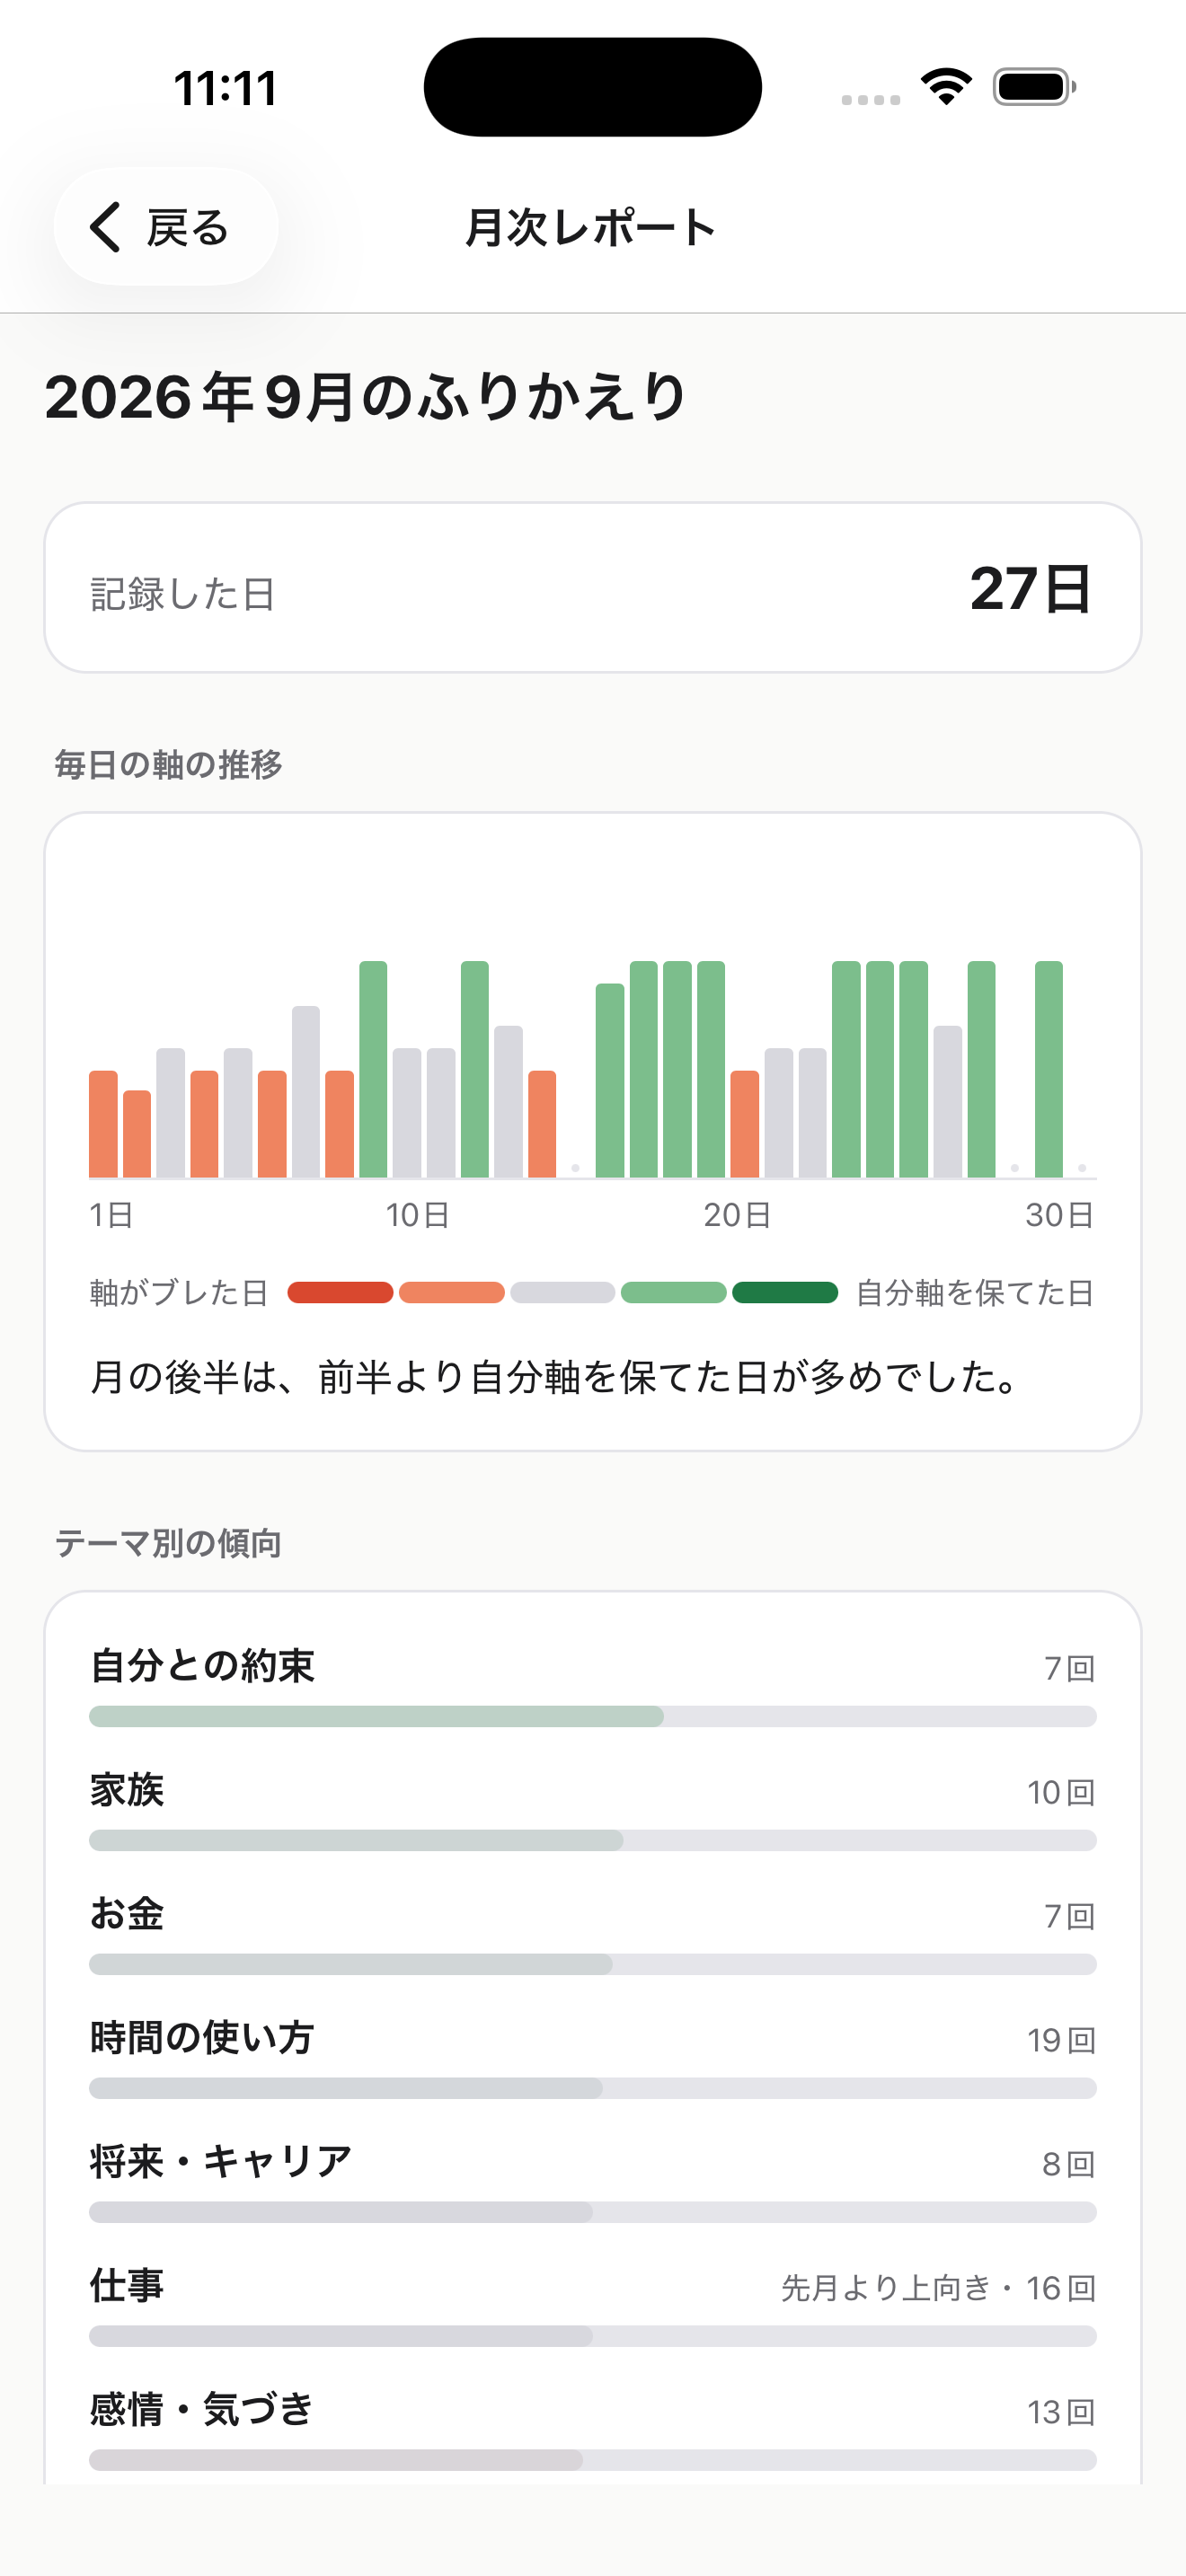 11:11
戻る
月次レポート
2026年9月のふりかえり
記録した日
27日
毎日の軸の推移
1日 10日 20日 30日
軸がブレた日 自分軸を保てた日
月の後半は、前半より自分軸を保てた日が多めでした。
テーマ別の傾向
自分との約束 7回
家族 10回
お金 7回
時間の使い方 19回
将来・キャリア 8回
仕事 先月より上向き・16回
感情・気づき 13回